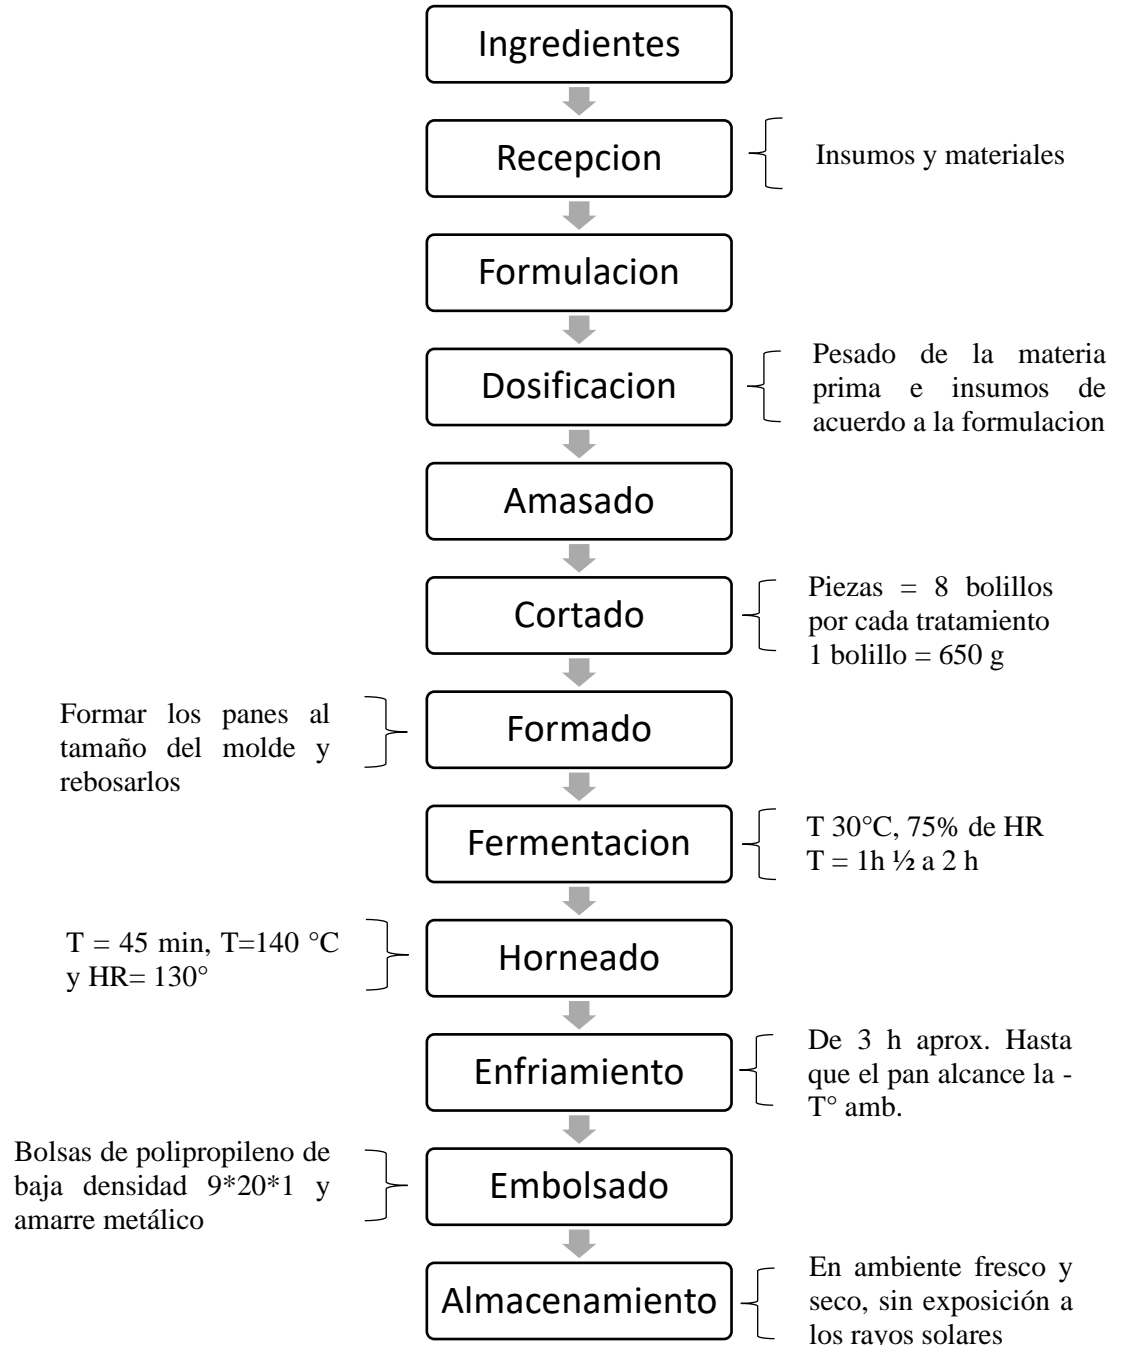 Ingredientes
Recepcion
Insumos y materiales
Formulacion
Dosificacion
Pesado de la materia
prima e insumos de
acuerdo a la formulacion
Amasado
Cortado
Piezas = 8 bolillos
por cada tratamiento
1 bolillo = 650 g
Formar los panes al
tamaño del molde y
rebosarlos
Formado
Fermentacion
T 30°C, 75% de HR
T = 1h ½ a 2 h
T = 45 min, T=140 °C
y HR= 130°
Horneado
Enfriamiento
De 3 h aprox. Hasta
que el pan alcance la -
T° amb.
Bolsas de polipropileno de
baja densidad 9*20*1 y
amarre metálico
Embolsado
Almacenamiento
En ambiente fresco y
seco, sin exposición a
los rayos solares